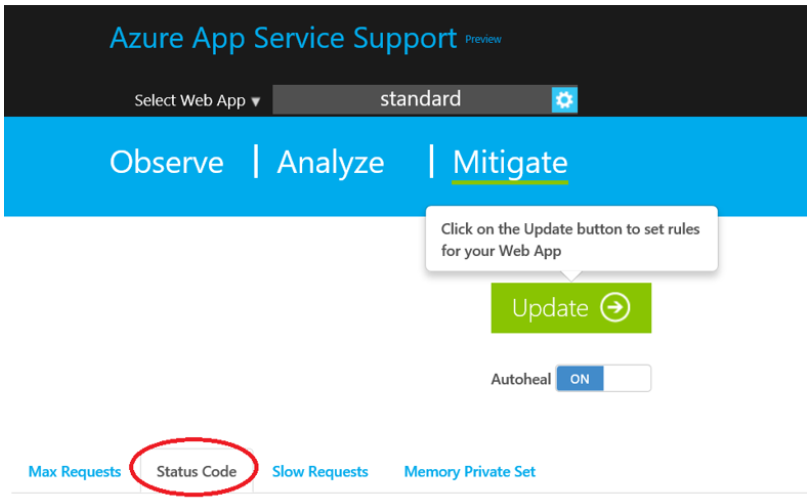 Azure App Service Support Preview
Select Web App ▾ standard
Observe | Analyze | Mitigate
Click on the Update button to set rules
for your Web App
Update
Autoheal ON
Max Requests Status Code Slow Requests Memory Private Set